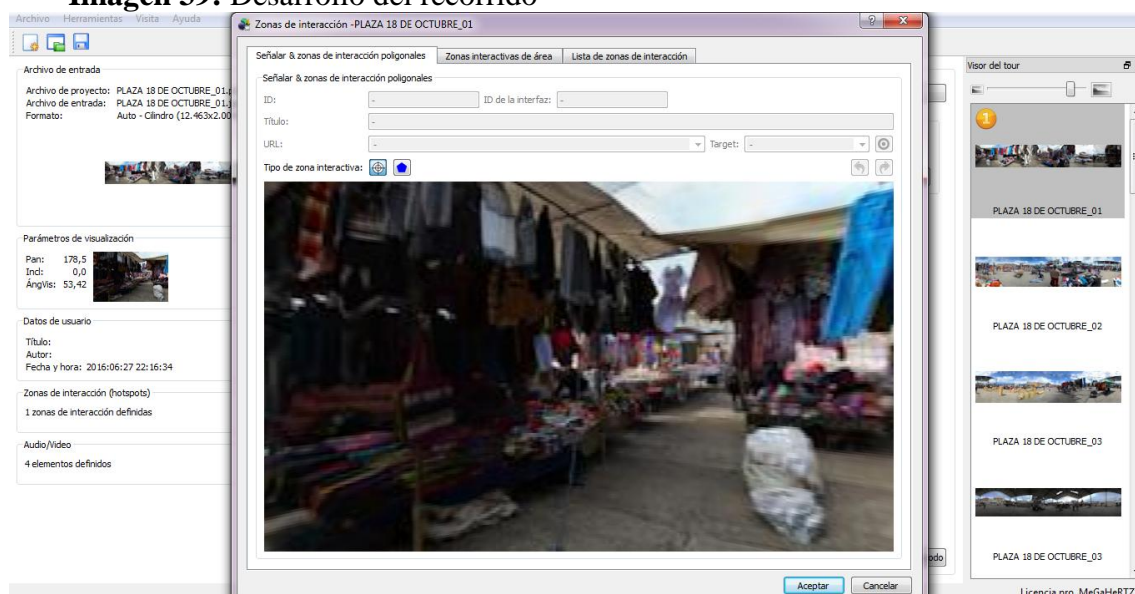 Imagen 39: Desarrollo del recorrido
Archivo Herramientas Visita Ayuda
Archivo de entrada
Archivo de proyecto: PLAZA 18 DE OCTUBRE_01.p
Archivo de entrada: PLAZA 18 DE OCTUBRE_01.j
Formato: Auto - Cilindro (12.463x2.00
Parámetros de visualización
Pan: 178,5
Incl: 0,0
ÁngVis: 53,42
Datos de usuario
Título:
Autor:
Fecha y hora: 2016:06:27 22:16:34
Zonas de interacción (hotspots)
1 zonas de interacción definidas
Audio/Video
4 elementos definidos
Zonas de interacción -PLAZA 18 DE OCTUBRE_01
Señalar & zonas de interacción poligonales Zonas interactivas de área Lista de zonas de interacción
Señalar & zonas de interacción poligonales
ID: - ID de la interfaz: -
Título: -
URL: - Target: -
Tipo de zona interactiva:
Aceptar Cancelar
odo
Visor del tour
1
PLAZA 18 DE OCTUBRE_01
PLAZA 18 DE OCTUBRE_02
PLAZA 18 DE OCTUBRE_03
PLAZA 18 DE OCTUBRE_03
Licencia pro MeGaHeRTZ